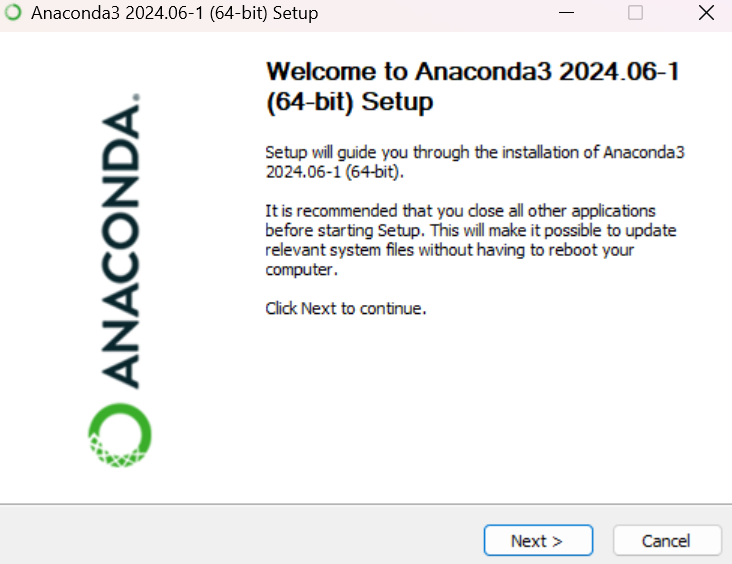 Anaconda3 2024.06-1 (64-bit) Setup
ANACONDA.
Welcome to Anaconda3 2024.06-1
(64-bit) Setup
Setup will guide you through the installation of Anaconda3
2024.06-1 (64-bit).
It is recommended that you close all other applications
before starting Setup. This will make it possible to update
relevant system files without having to reboot your
computer.
Click Next to continue.
Next >
Cancel